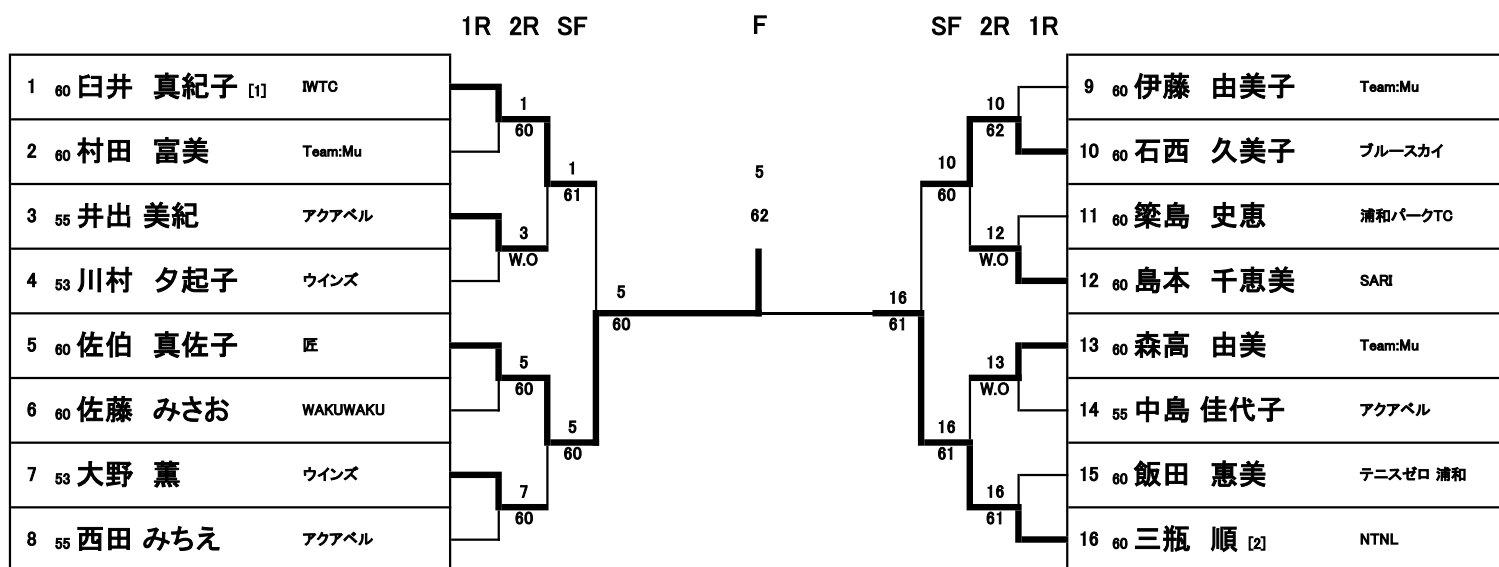 1R 2R SF F SF 2R 1R
1 60 臼井 真紀子 [1] IWTC
2 60 村田 富美 Team:Mu
3 55 井出 美紀 アクアベル
4 53 川村 夕起子 ウインズ
5 60 佐伯 真佐子 匠
6 60 佐藤 みさお WAKUWAKU
7 53 大野 薫 ウインズ
8 55 西田 みちえ アクアベル
1
60
3
W.O
5
60
7
60
1
61
5
60
5
60
5
62
16
61
10
60
16
61
10
62
12
W.O
13
W.O
16
61
9 60 伊藤 由美子 Team:Mu
10 60 石西 久美子 ブルースカイ
11 60 簗島 史恵 浦和パークTC
12 60 島本 千恵美 SARI
13 60 森高 由美 Team:Mu
14 55 中島 佳代子 アクアベル
15 60 飯田 惠美 テニスゼロ 浦和
16 60 三瓶 順 [2] NTNL